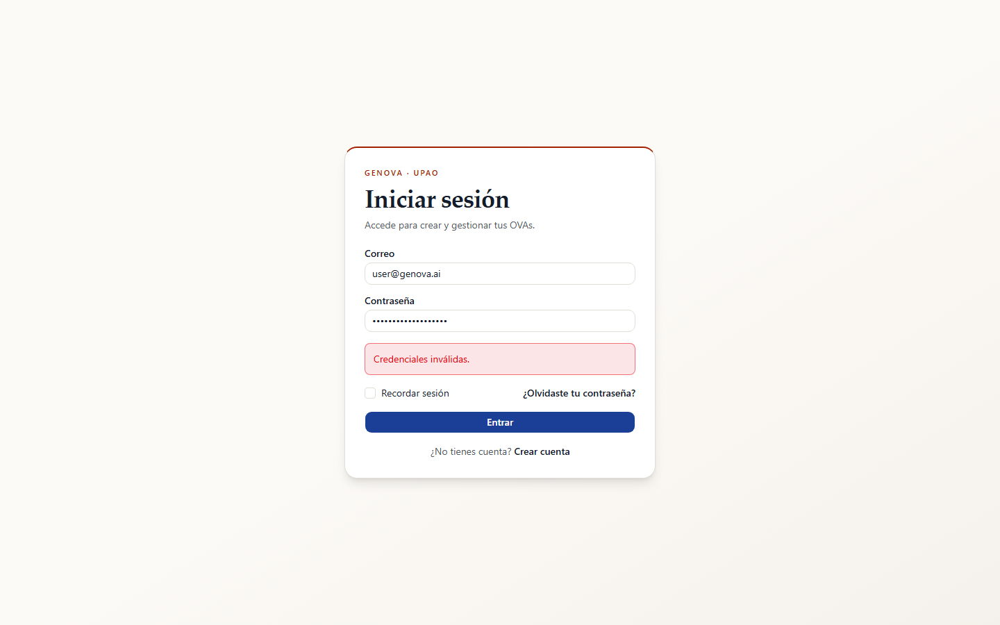 GENOVA · UPAO
Iniciar sesión
Accede para crear y gestionar tus OVAs.
Correo
user@genova.ai
Contraseña
•••••••••••••••••••
Credenciales inválidas.
Recordar sesión ¿Olvidaste tu contraseña?
Entrar
¿No tienes cuenta? Crear cuenta